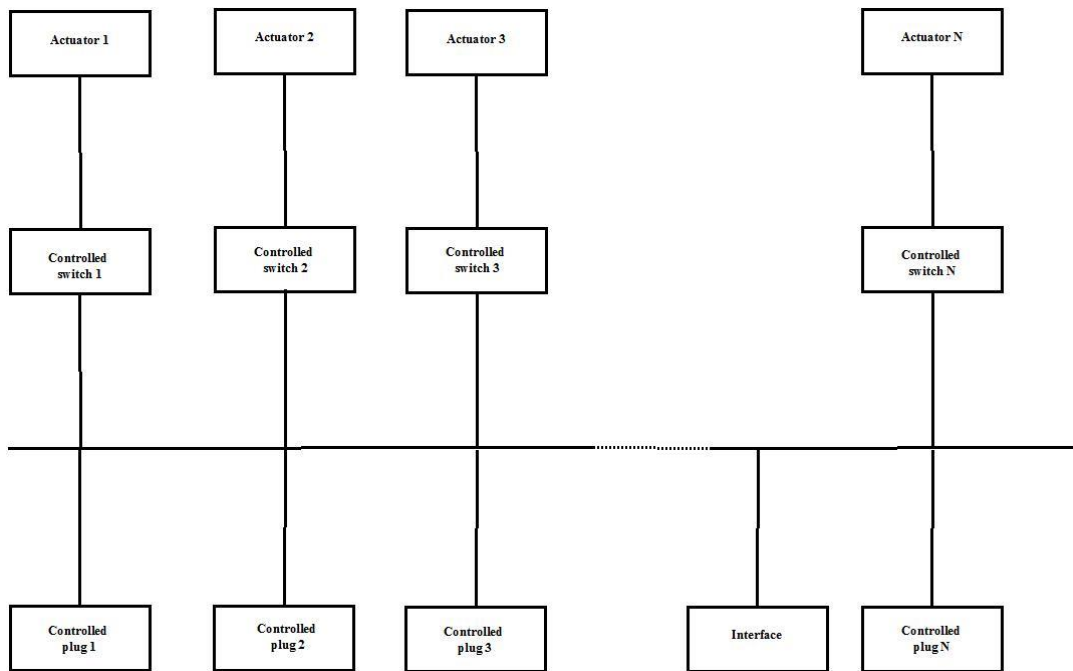 Actuator 1
Actuator 2
Actuator 3
Actuator N
Controlled
switch 1
Controlled
switch 2
Controlled
switch 3
Controlled
switch N
Controlled
plug 1
Controlled
plug 2
Controlled
plug 3
Interface
Controlled
plug N